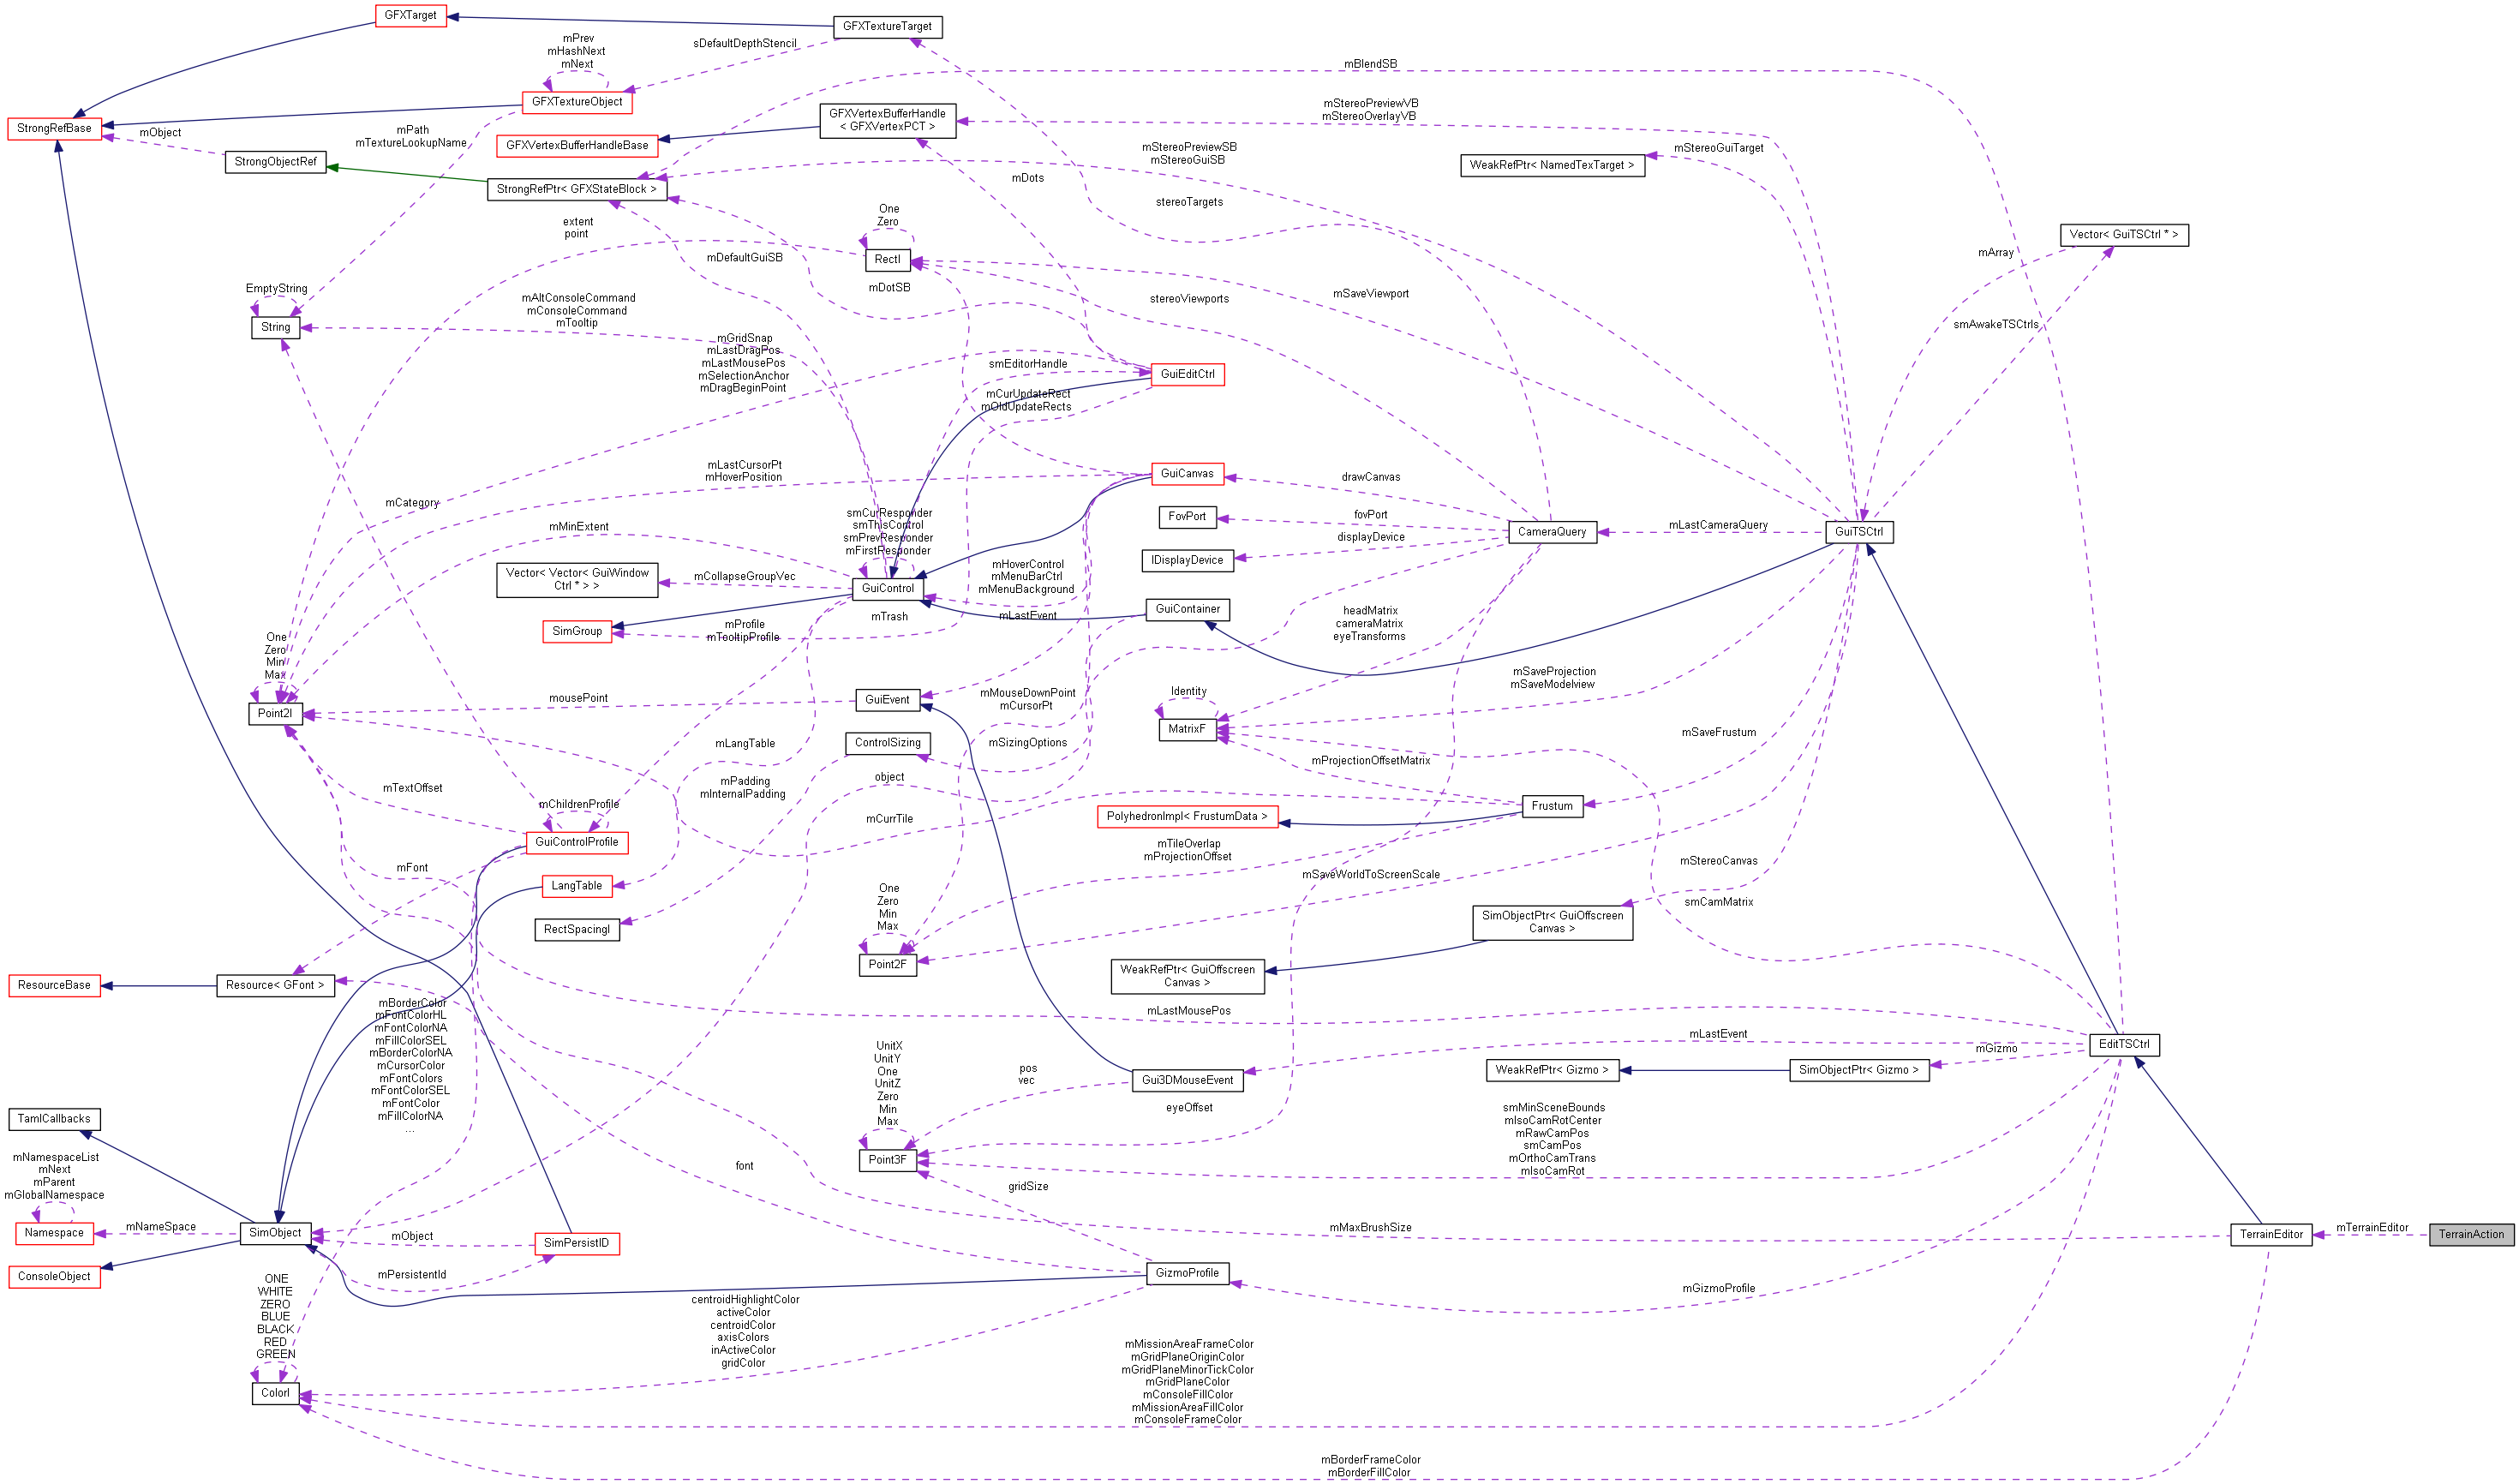 GFXTarget
GFXTextureTarget
mPrev
mHashNext
mNext
sDefaultDepthStencil
mBlendSB
GFXTextureObject
StrongRefBase
mObject
mPath
mTextureLookupName
GFXVertexBufferHandle
< GFXVertexPCT >
mStereoPreviewVB
mStereoOverlayVB
GFXVertexBufferHandleBase
StrongObjectRef
StrongRefPtr< GFXStateBlock >
mDots
mStereoPreviewSB
mStereoGuiSB
mStereoGuiTarget
WeakRefPtr< NamedTexTarget >
stereoTargets
extent
point
One
Zero
RectI
mDefaultGuiSB
mDotSB
stereoViewports
mSaveViewport
mArray
Vector< GuiTSCtrl * >
smAwakeTSCtrls
EmptyString
String
mAltConsoleCommand
mConsoleCommand
mTooltip
mGridSnap
mLastDragPos
mLastMousePos
mSelectionAnchor
mDragBeginPoint
smEditorHandle
GuiEditCtrl
mCurUpdateRect
mOldUpdateRects
mLastCursorPt
mHoverPosition
GuiCanvas
drawCanvas
mCategory
mMinExtent
smCurResponder
smThisControl
smPrevResponder
mFirstResponder
FovPort
fovPort
displayDevice
IDisplayDevice
CameraQuery
mLastCameraQuery
GuiTSCtrl
Vector< Vector< GuiWindow
Ctrl * > >
mCollapseGroupVec
GuiControl
mHoverControl
mMenuBarCtrl
mMenuBackground
GuiContainer
mTrash
mLastEvent
SimGroup
mProfile
mTooltipProfile
headMatrix
cameraMatrix
eyeTransforms
One
Zero
Min
Max
Point2I
mousePoint
GuiEvent
mMouseDownPoint
mCursorPt
Identity
MatrixF
mSaveProjection
mSaveModelview
mSaveFrustum
mLangTable
ControlSizing
mSizingOptions
mProjectionOffsetMatrix
mTextOffset
mPadding
mInternalPadding
object
mChildrenProfile
GuiControlProfile
mCurrTile
PolyhedronImpl< FrustumData >
Frustum
mFont
LangTable
mTileOverlap
mProjectionOffset
mStereoCanvas
mSaveWorldToScreenScale
One
Zero
Min
Max
Point2F
smCamMatrix
RectSpacingI
SimObjectPtr< GuiOffscreen
Canvas >
WeakRefPtr< GuiOffscreen
Canvas >
ResourceBase
Resource< GFont >
mBorderColor
mFontColorHL
mFontColorNA
mFillColorSEL
mBorderColorNA
mCursorColor
mFontColors
mFontColorSEL
mFontColor
mFillColorNA
...
mLastMousePos
mLastEvent
EditTSCtrl
mGizmo
WeakRefPtr< Gizmo >
SimObjectPtr< Gizmo >
UnitX
UnitY
One
UnitZ
Zero
Min
Max
Point3F
pos
vec
Gui3DMouseEvent
eyeOffset
smMinSceneBounds
mIsoCamRotCenter
mRawCamPos
smCamPos
mOrthoCamTrans
mIsoCamRot
TamlCallbacks
mNamespaceList
mNext
mParent
mGlobalNamespace
Namespace
mNameSpace
SimObject
font
gridSize
mObject
SimPersistID
mPersistentId
mMaxBrushSize
TerrainEditor
mTerrainEditor
TerrainAction
ConsoleObject
GizmoProfile
mGizmoProfile
ONE
WHITE
ZERO
BLUE
BLACK
RED
GREEN
ColorI
centroidHighlightColor
activeColor
centroidColor
axisColors
inActiveColor
gridColor
mMissionAreaFrameColor
mGridPlaneOriginColor
mGridPlaneMinorTickColor
mGridPlaneColor
mConsoleFillColor
mMissionAreaFillColor
mConsoleFrameColor
mBorderFrameColor
mBorderFillColor